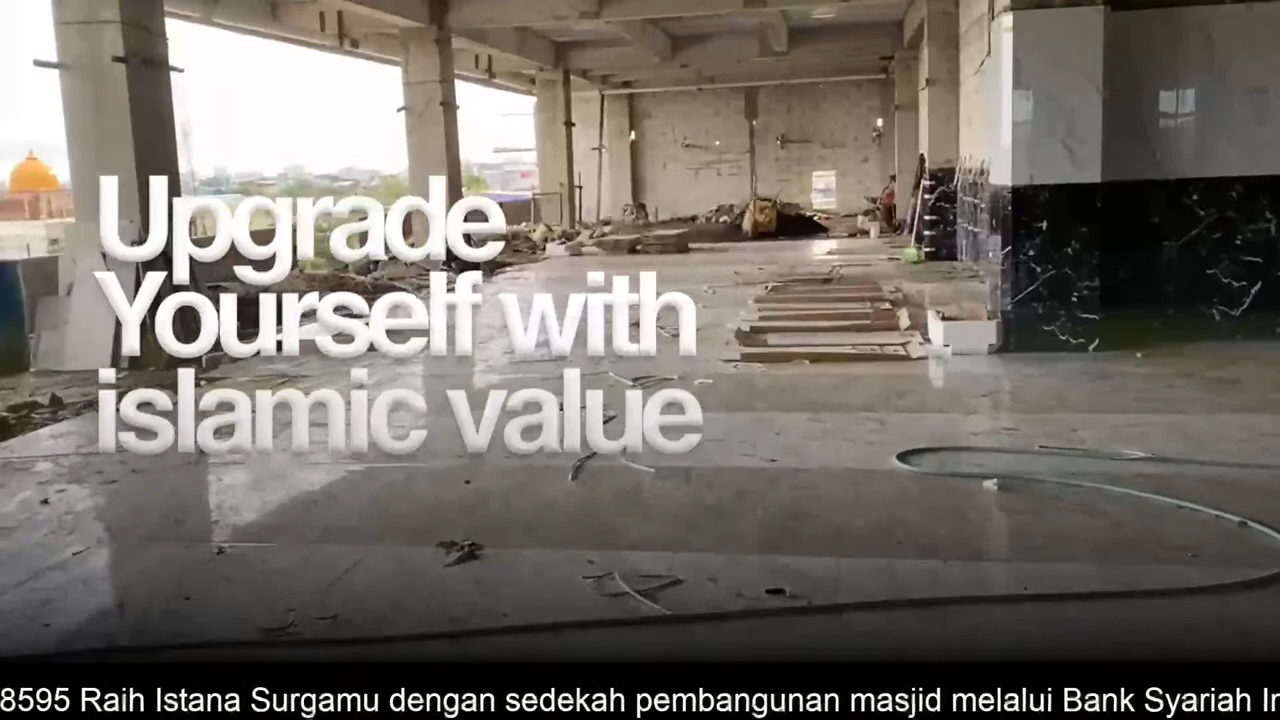 Upgrade
Yourself with
islamic value
8595 Raih Istana Surgamu dengan sedekah pembangunan masjid melalui Bank Syariah